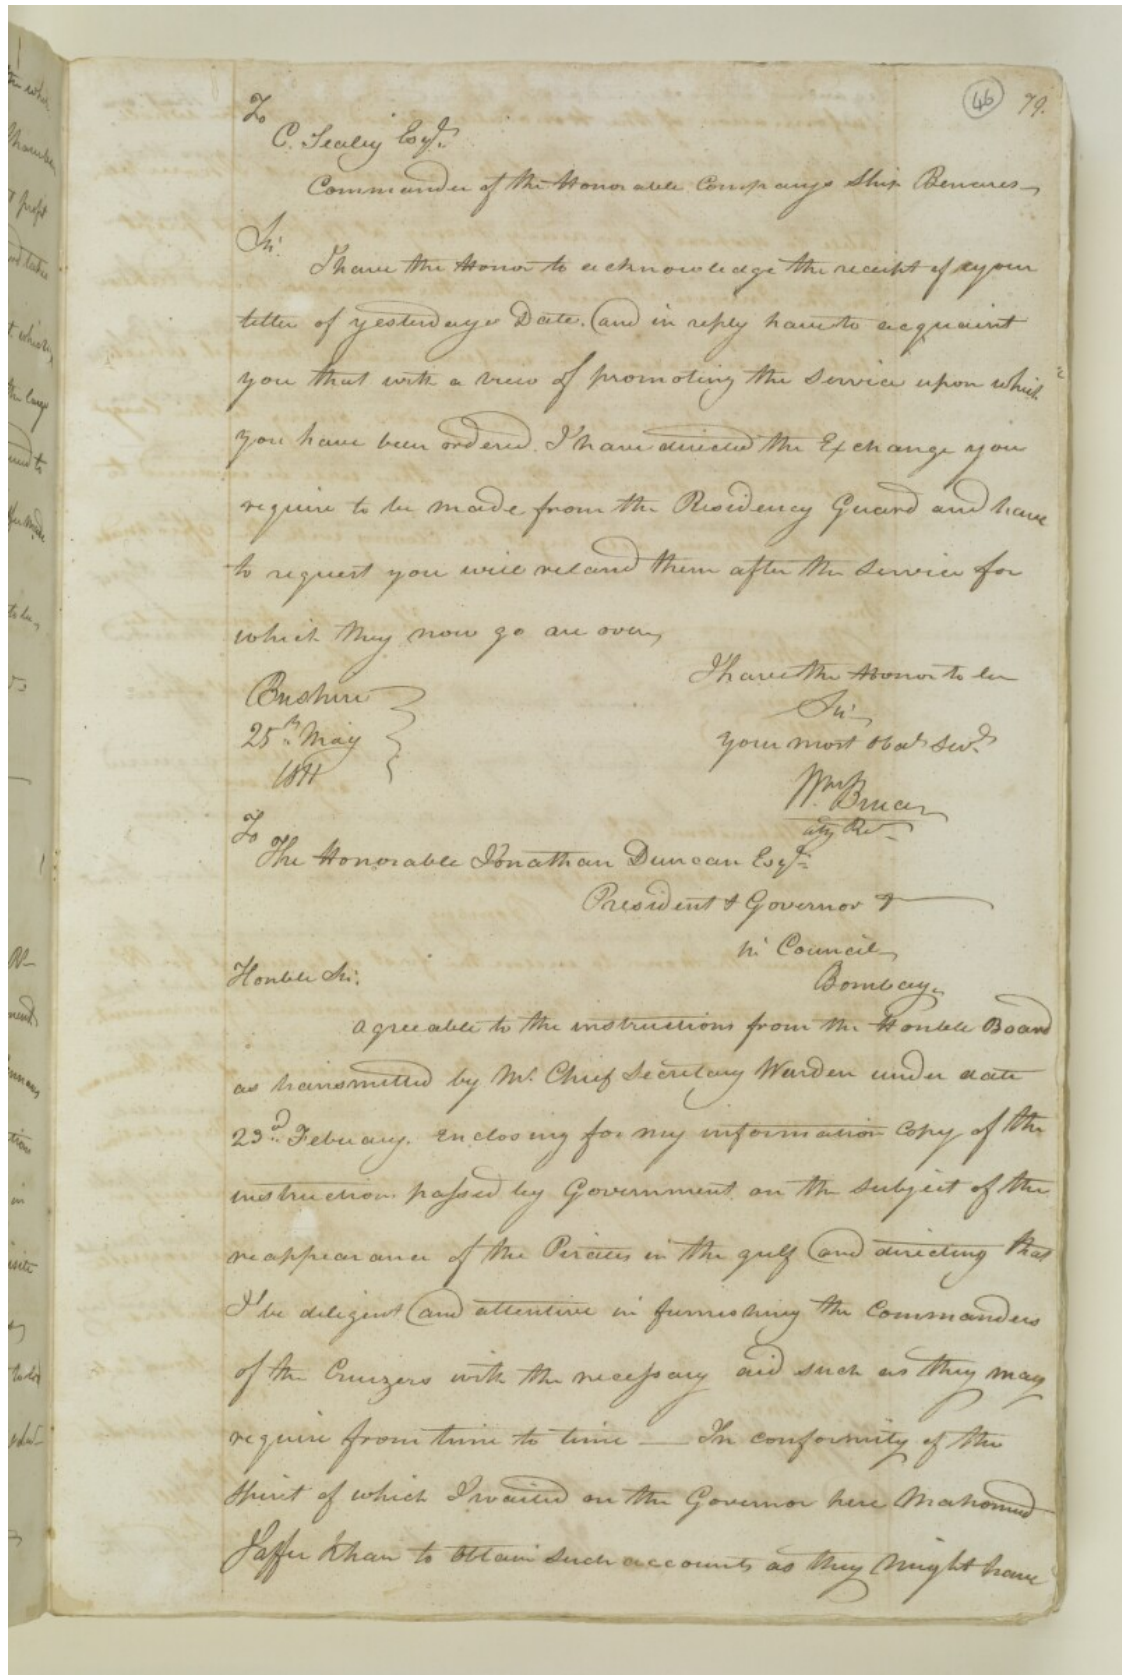 46 79.
To
C. Sealy Esqr.
Commander of the Honorable Companys Ship Benares
Sir.
I have the Honor to acknowledge the receipt of your
letter of yesterdays Date. and in reply have to acquaint
you that with a view of promoting the service upon which
you have been ordered. I have directed the Exchange you
require to be made from the Residency Guard and have
to request you will reland them after the service for
which they now go are over,
I have the Honor to be
Bushire
Sir
25th May
your most Obdt Servt.
1811
Wm. Bruce
actg Rest.
To
The Honorable Jonathan Duncan Esqr.
President & Governor &
in Council
Honble Sir.
Bombay.
agreeable to the instructions from the Honble Board
as transmitted by Mr. Chief Secretary Warden under date
23d. Febuary. enclosing for my information copy of the
instruction passed by Government on the subject of the
reappearance of the Pirates in the gulf and directing that
I be diligent and attentive in furnishing the Commanders
of the Cruizers with the necessary aid such as they may
require from time to time — In conformity of the
spirit of which I waited on the Governor here Mahomed
Jaffer Khan to obtain such accounts as they might have